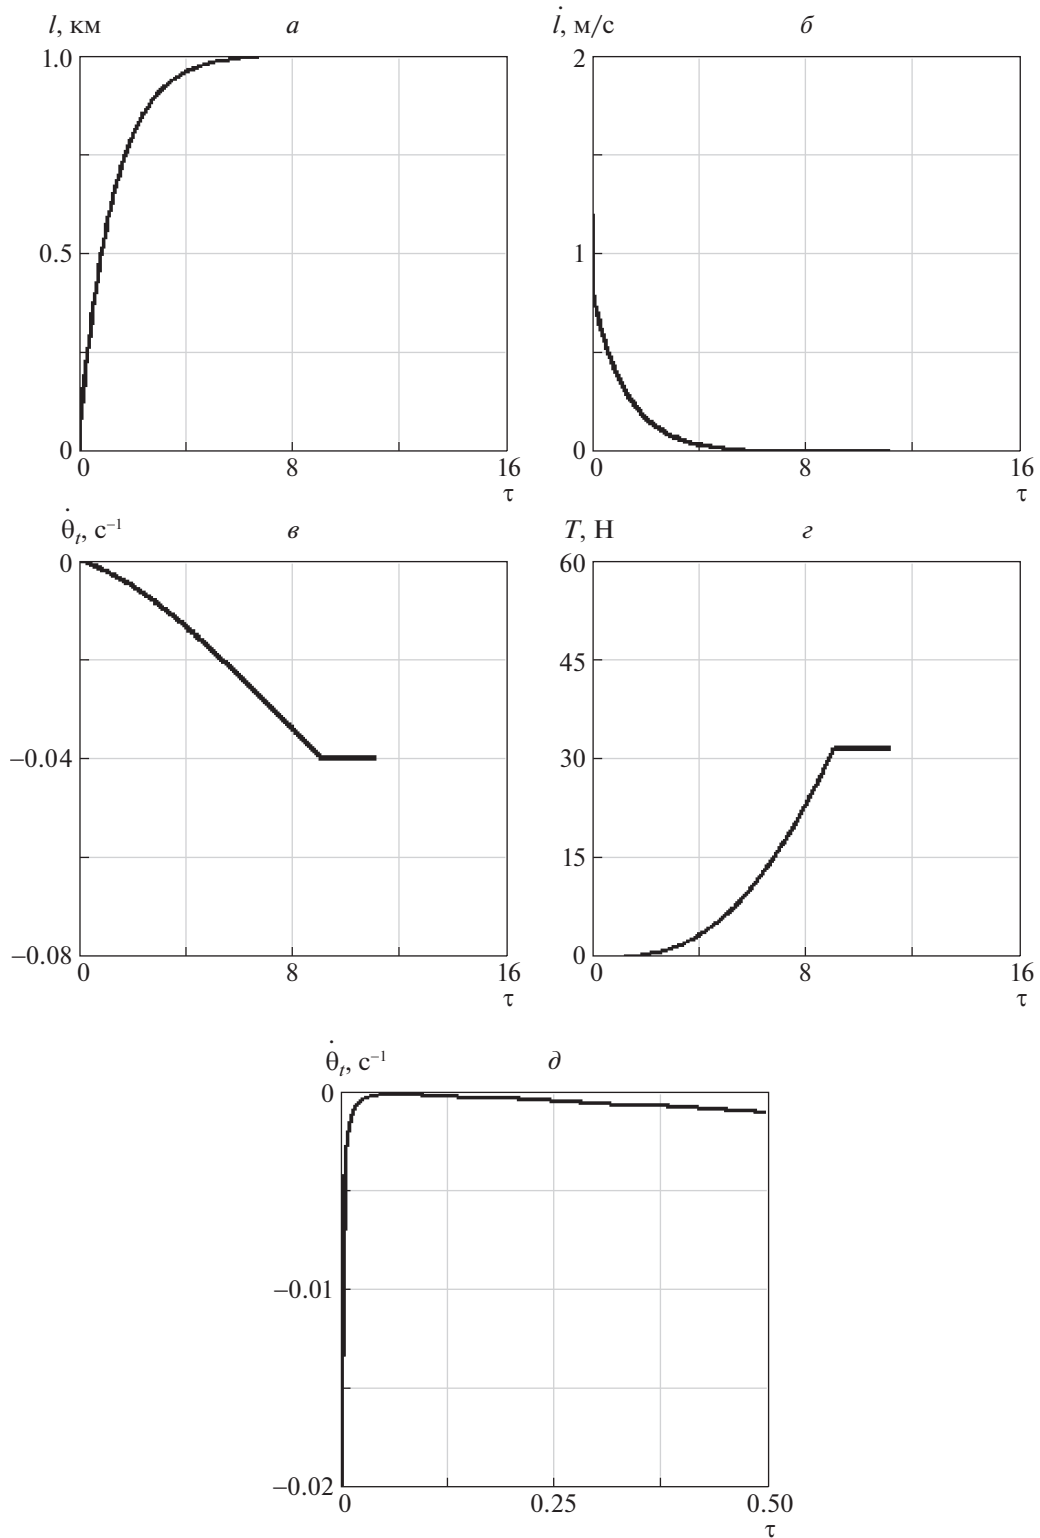 l, км а
1.0
0.5
0
0 8 16
τ
l̇, м/с б
2
1
0
0 8 16
τ
θ̇ₜ, с⁻¹ в
0
−0.04
−0.08
0 8 16
τ
T, Н г
60
45
30
15
0
0 8 16
τ
θ̇ₜ, с⁻¹ д
0
−0.01
−0.02
0 0.25 0.50
τ